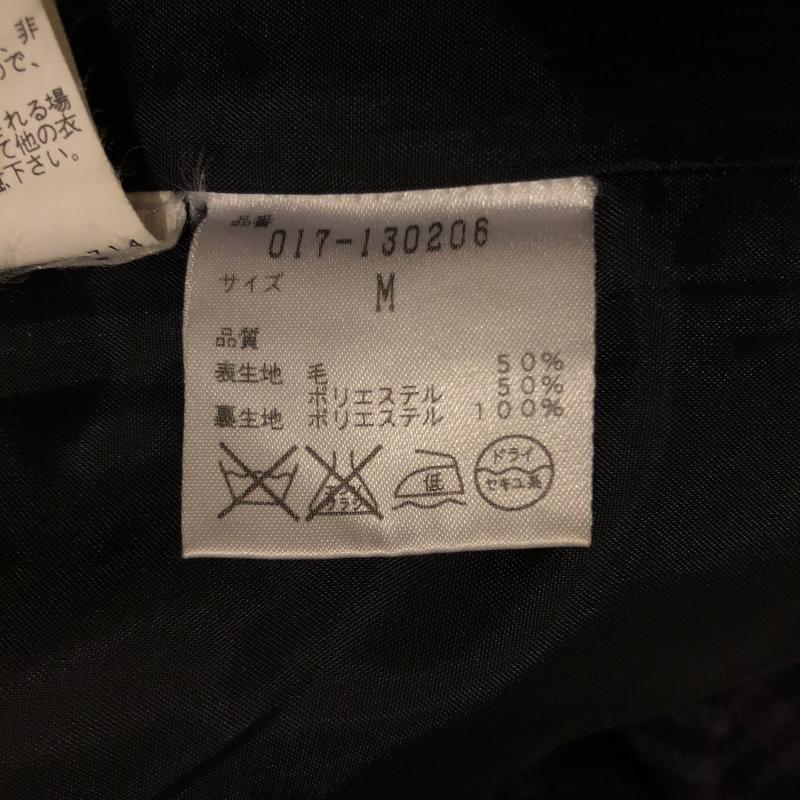 非
で、
れる場
て他の衣
下さい。
品番
017-130206
サイズ M
品質
表生地 毛 50%
ポリエステル 50%
裏生地 ポリエステル 100%
低
ドライ
セキユ系